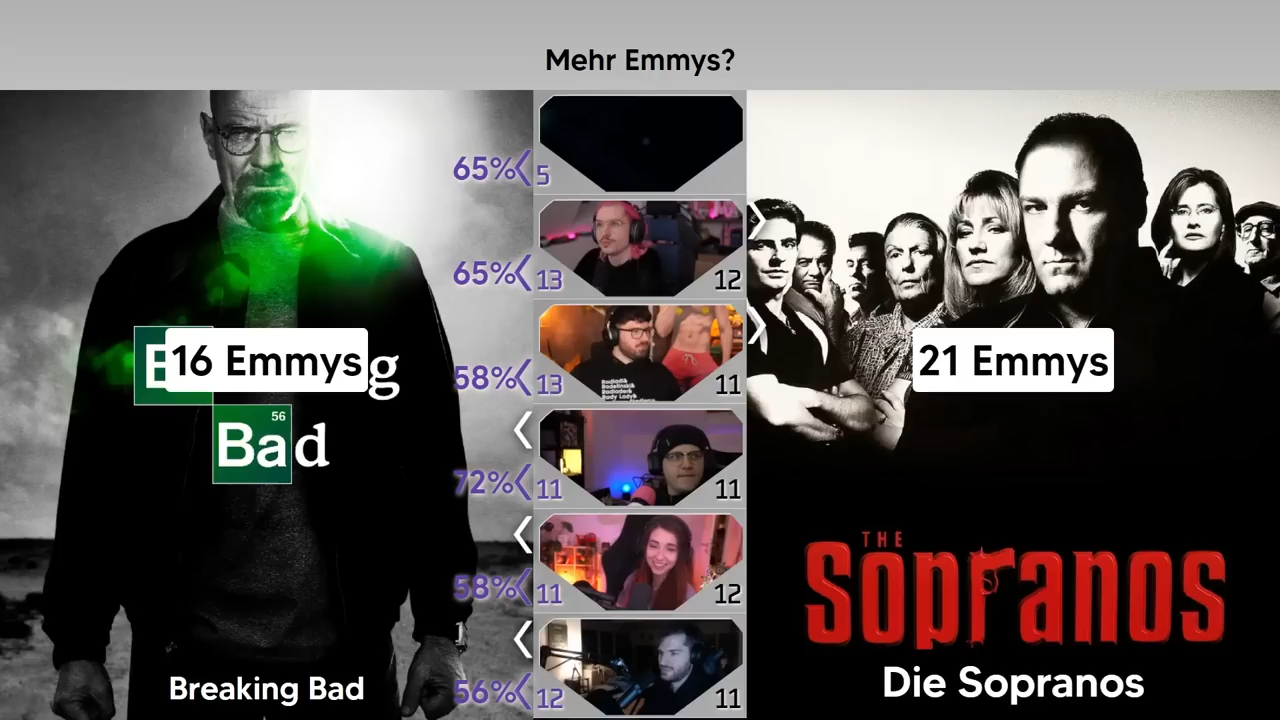 Mehr Emmys?
65%
5
65%
13
12
58%
13
11
72%
11
11
58%
11
12
56%
12
11
16 Emmys
g
56
Bad
Breaking Bad
21 Emmys
THE
Sopranos
Die Sopranos